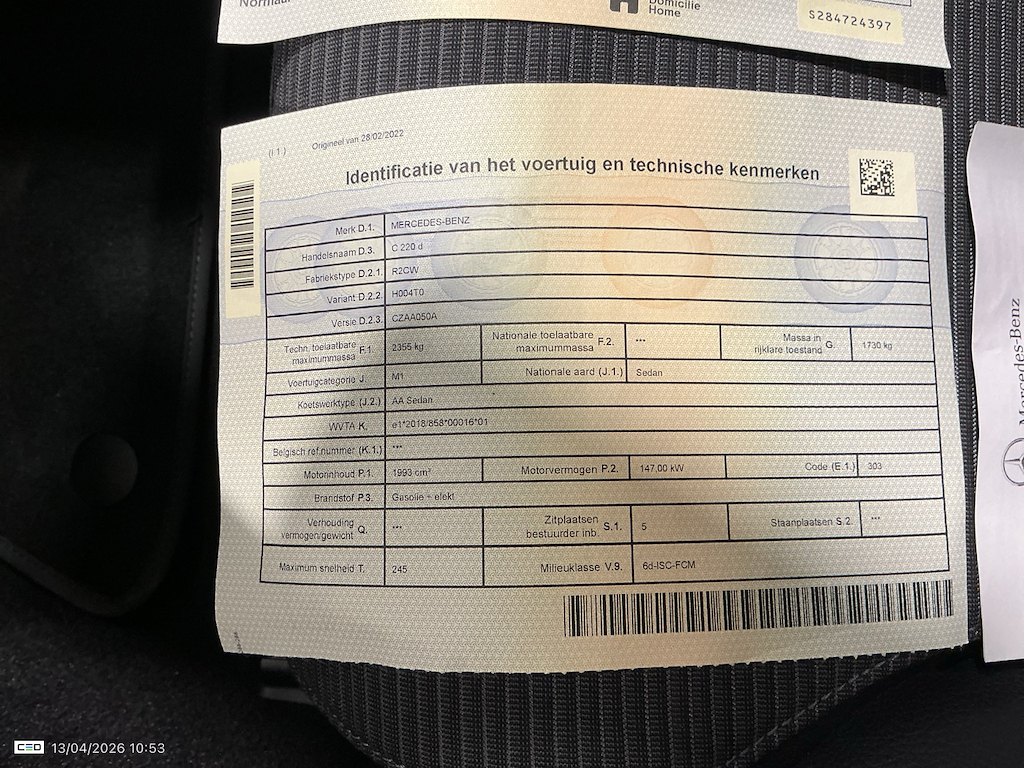 Domicilie
Home
S284724397
(I.1)
Origineel van 28/02/2022
Identificatie van het voertuig en technische kenmerken
Merk D.1. MERCEDES-BENZ
Handelsnaam D.3. C 220 d
Fabriekstype D.2.1. R2CW
Variant D.2.2. H004T0
Versie D.2.3. CZAA050A
Techn. toelaatbare maximummassa F.1. 2355 kg Nationale toelaatbare maximummassa F.2. *** Massa in rijklare toestand G. 1730 kg
Voertuigcategorie J. M1 Nationale aard (J.1.) Sedan
Koetswerktype (J.2.) AA Sedan
WVTA K. e1*2018/858*00016*01
Belgisch ref.nummer (K.1.) ***
Motorinhoud P.1. 1993 cm³ Motorvermogen P.2. 147,00 kW Code (E.1.) 303
Brandstof P.3. Gasolie + elekt
Verhouding vermogen/gewicht Q. *** Zitplaatsen bestuurder inb. S.1. 5 Staanplaatsen S.2. ***
Maximum snelheid T. 245 Milieuklasse V.9. 6d-ISC-FCM
Mercedes-Benz
CED 13/04/2026 10:53